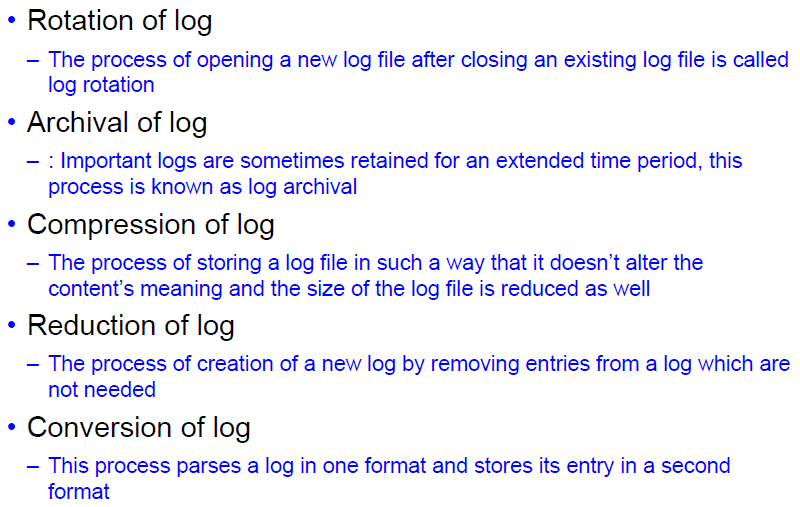 • Rotation of log
– The process of opening a new log file after closing an existing log file is called
log rotation
• Archival of log
– : Important logs are sometimes retained for an extended time period, this
process is known as log archival
• Compression of log
– The process of storing a log file in such a way that it doesn’t alter the
content’s meaning and the size of the log file is reduced as well
• Reduction of log
– The process of creation of a new log by removing entries from a log which are
not needed
• Conversion of log
– This process parses a log in one format and stores its entry in a second
format